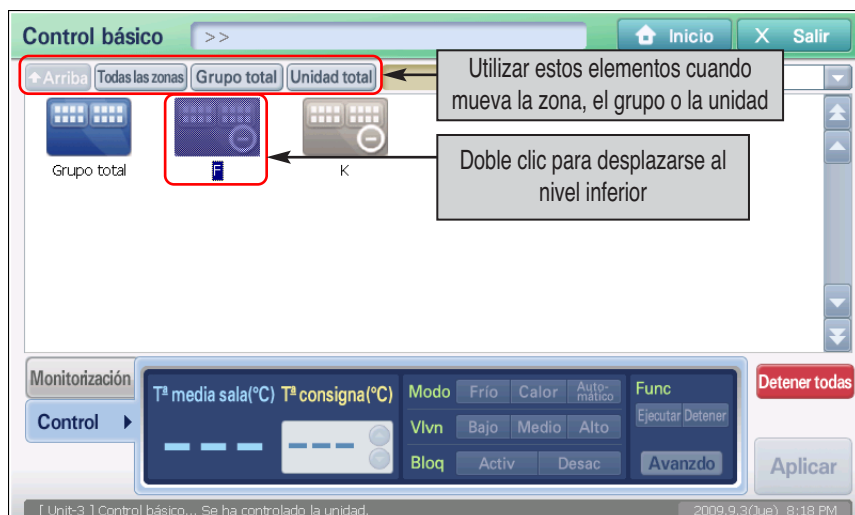 Control básico >> Inicio X Salir
Arriba Todas las zonas Grupo total Unidad total
Utilizar estos elementos cuando
mueva la zona, el grupo o la unidad
Grupo total F K
Doble clic para desplazarse al
nivel inferior
Monitorización
Control
Tª media sala(°C) Tª consigna(°C)
--- ---
Modo Frío Calor Auto-
mático
Vlvn Bajo Medio Alto
Bloq Activ Desac
Func
Ejecutar Detener
Avanzdo
Detener todas
Aplicar
[ Unit-3 ] Control básico... Se ha controlado la unidad. 2009.9.3(Jue) 8:18 PM